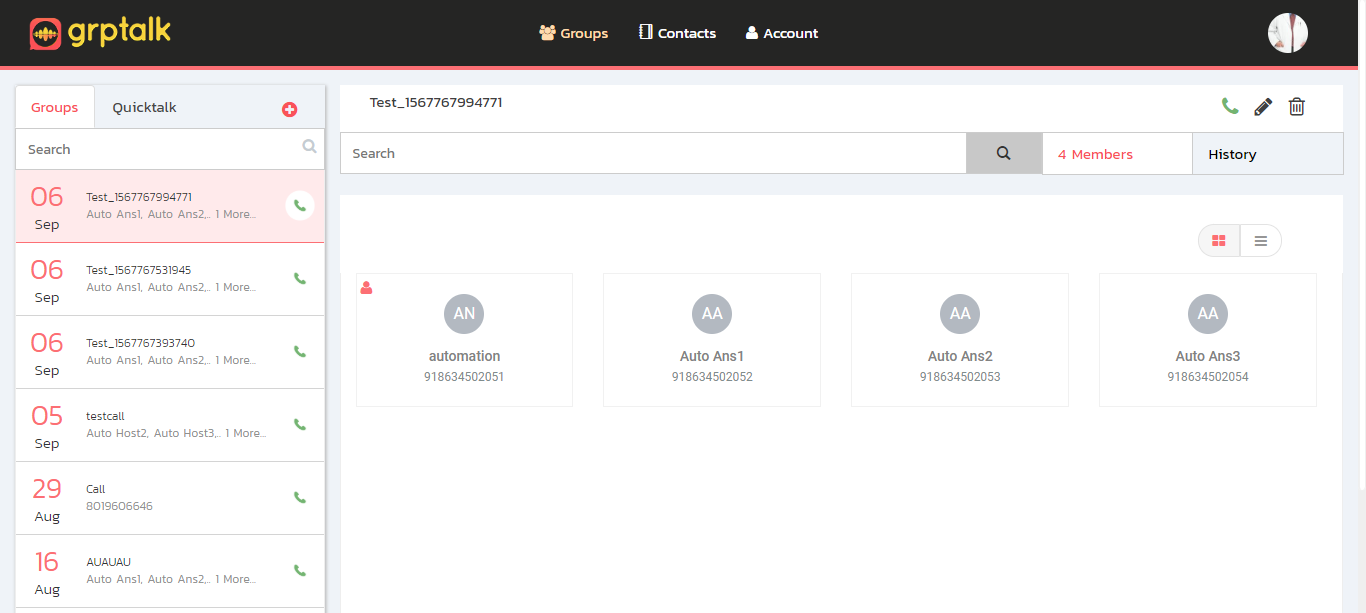 grptalk
Groups
Contacts
Account
Groups
Quicktalk
Search
06
Sep
Test_1567767994771
Auto Ans1, Auto Ans2,.. 1 More...
06
Sep
Test_1567767531945
Auto Ans1, Auto Ans2,.. 1 More...
06
Sep
Test_1567767393740
Auto Ans1, Auto Ans2,.. 1 More...
05
Sep
testcall
Auto Host2, Auto Host3,.. 1 More...
29
Aug
Call
8019606646
16
Aug
AUAUAU
Auto Ans1, Auto Ans2,.. 1 More...
Test_1567767994771
Search
4 Members
History
AN
automation
918634502051
AA
Auto Ans1
918634502052
AA
Auto Ans2
918634502053
AA
Auto Ans3
918634502054